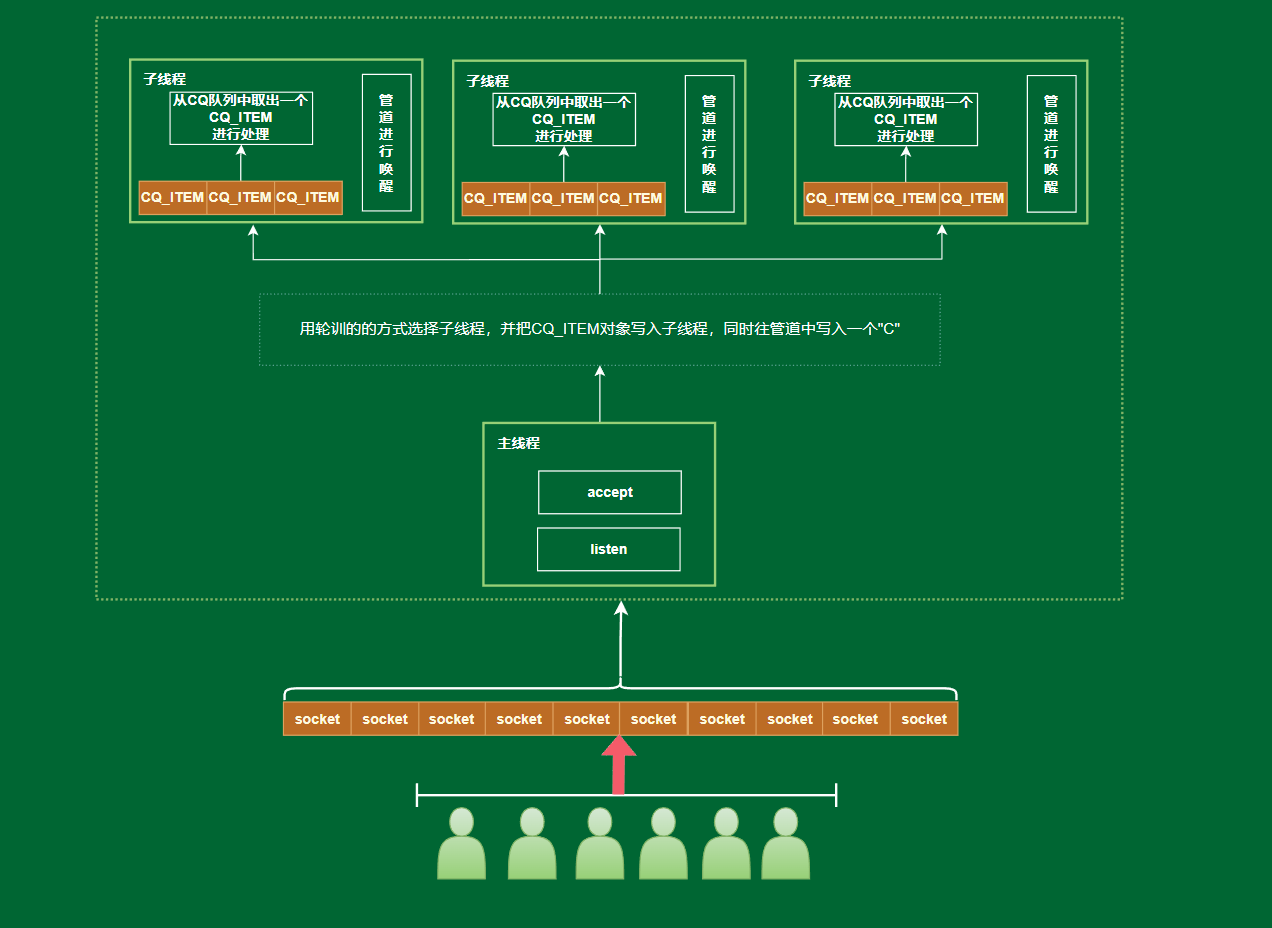 子线程
从CQ队列中取出一个
CQ_ITEM
进行处理
管道进行唤醒
CQ_ITEM CQ_ITEM CQ_ITEM
子线程
从CQ队列中取出一个
CQ_ITEM
进行处理
管道进行唤醒
CQ_ITEM CQ_ITEM CQ_ITEM
子线程
从CQ队列中取出一个
CQ_ITEM
进行处理
管道进行唤醒
CQ_ITEM CQ_ITEM CQ_ITEM
用轮训的的方式选择子线程，并把CQ_ITEM对象写入子线程，同时往管道中写入一个"C"
主线程
accept
listen
socket socket socket socket socket socket socket socket socket socket